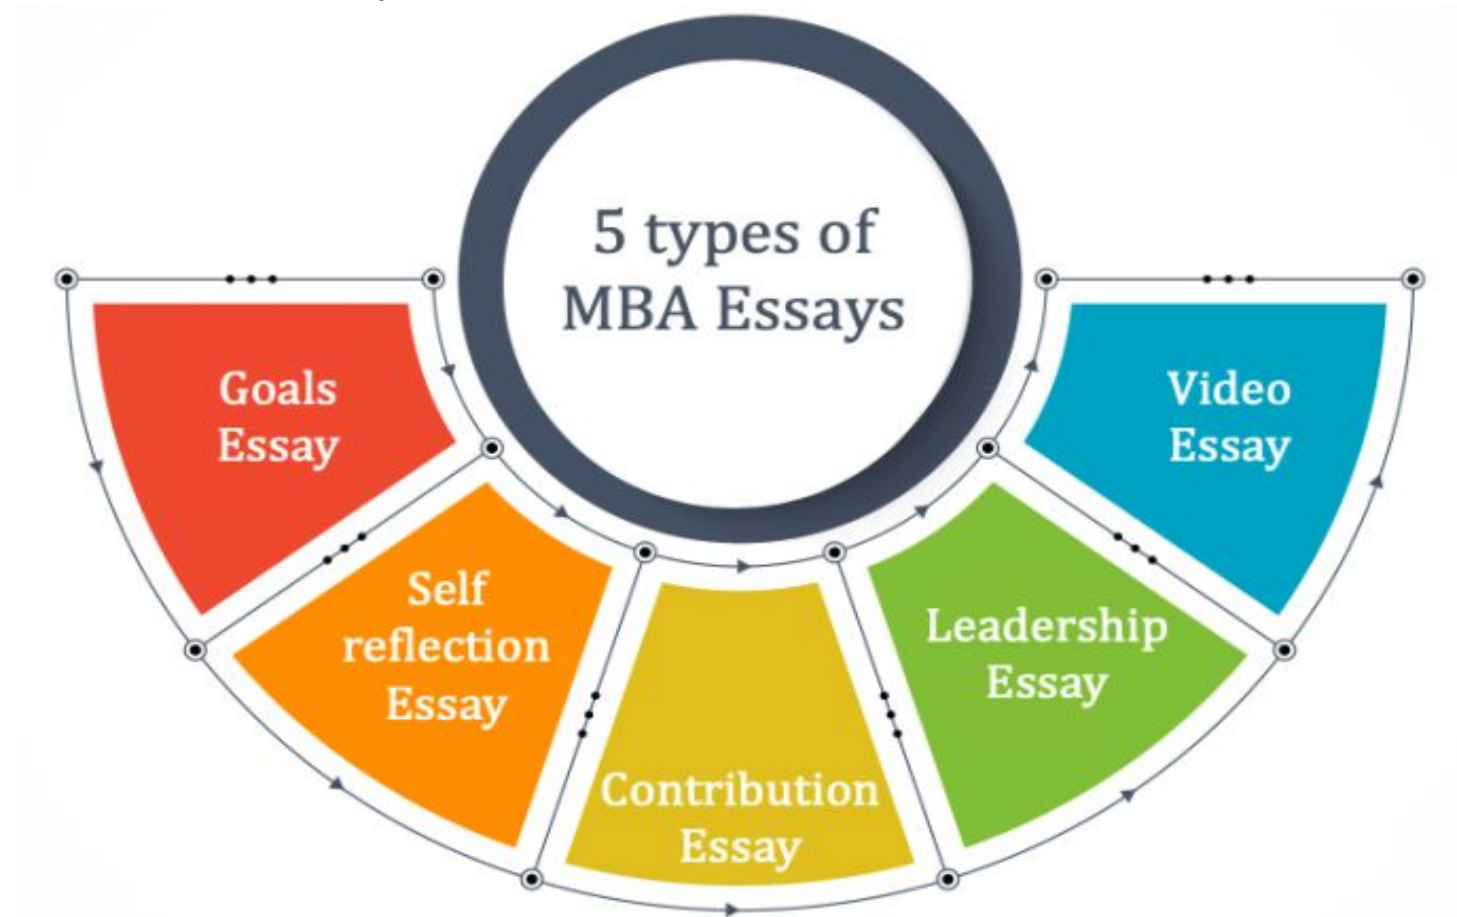 5 types of
MBA Essays
Goals
Essay
Self
reflection
Essay
Contribution
Essay
Leadership
Essay
Video
Essay